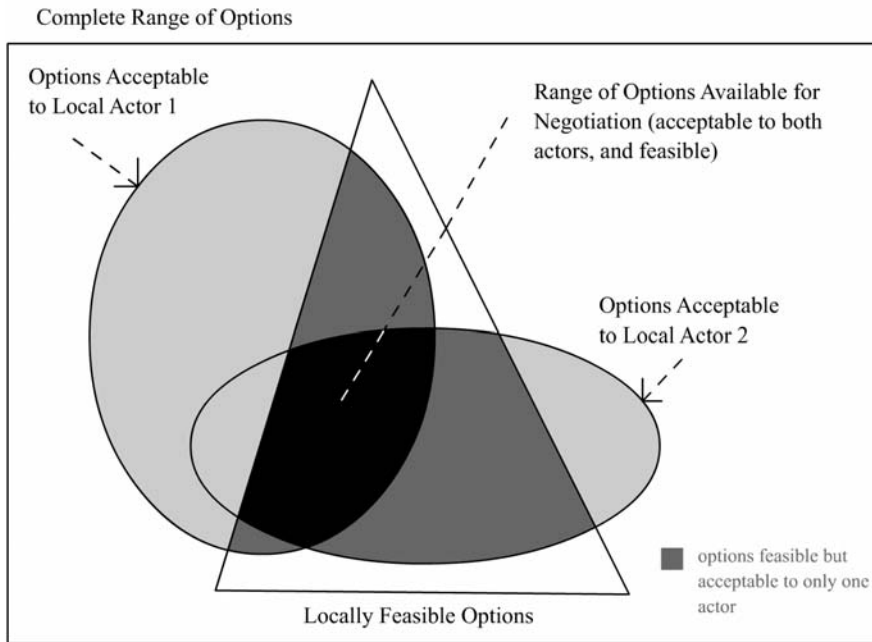 Complete Range of Options
Options Acceptable
to Local Actor 1
Range of Options Available for
Negotiation (acceptable to both
actors, and feasible)
Options Acceptable
to Local Actor 2
options feasible but
acceptable to only one
actor
Locally Feasible Options